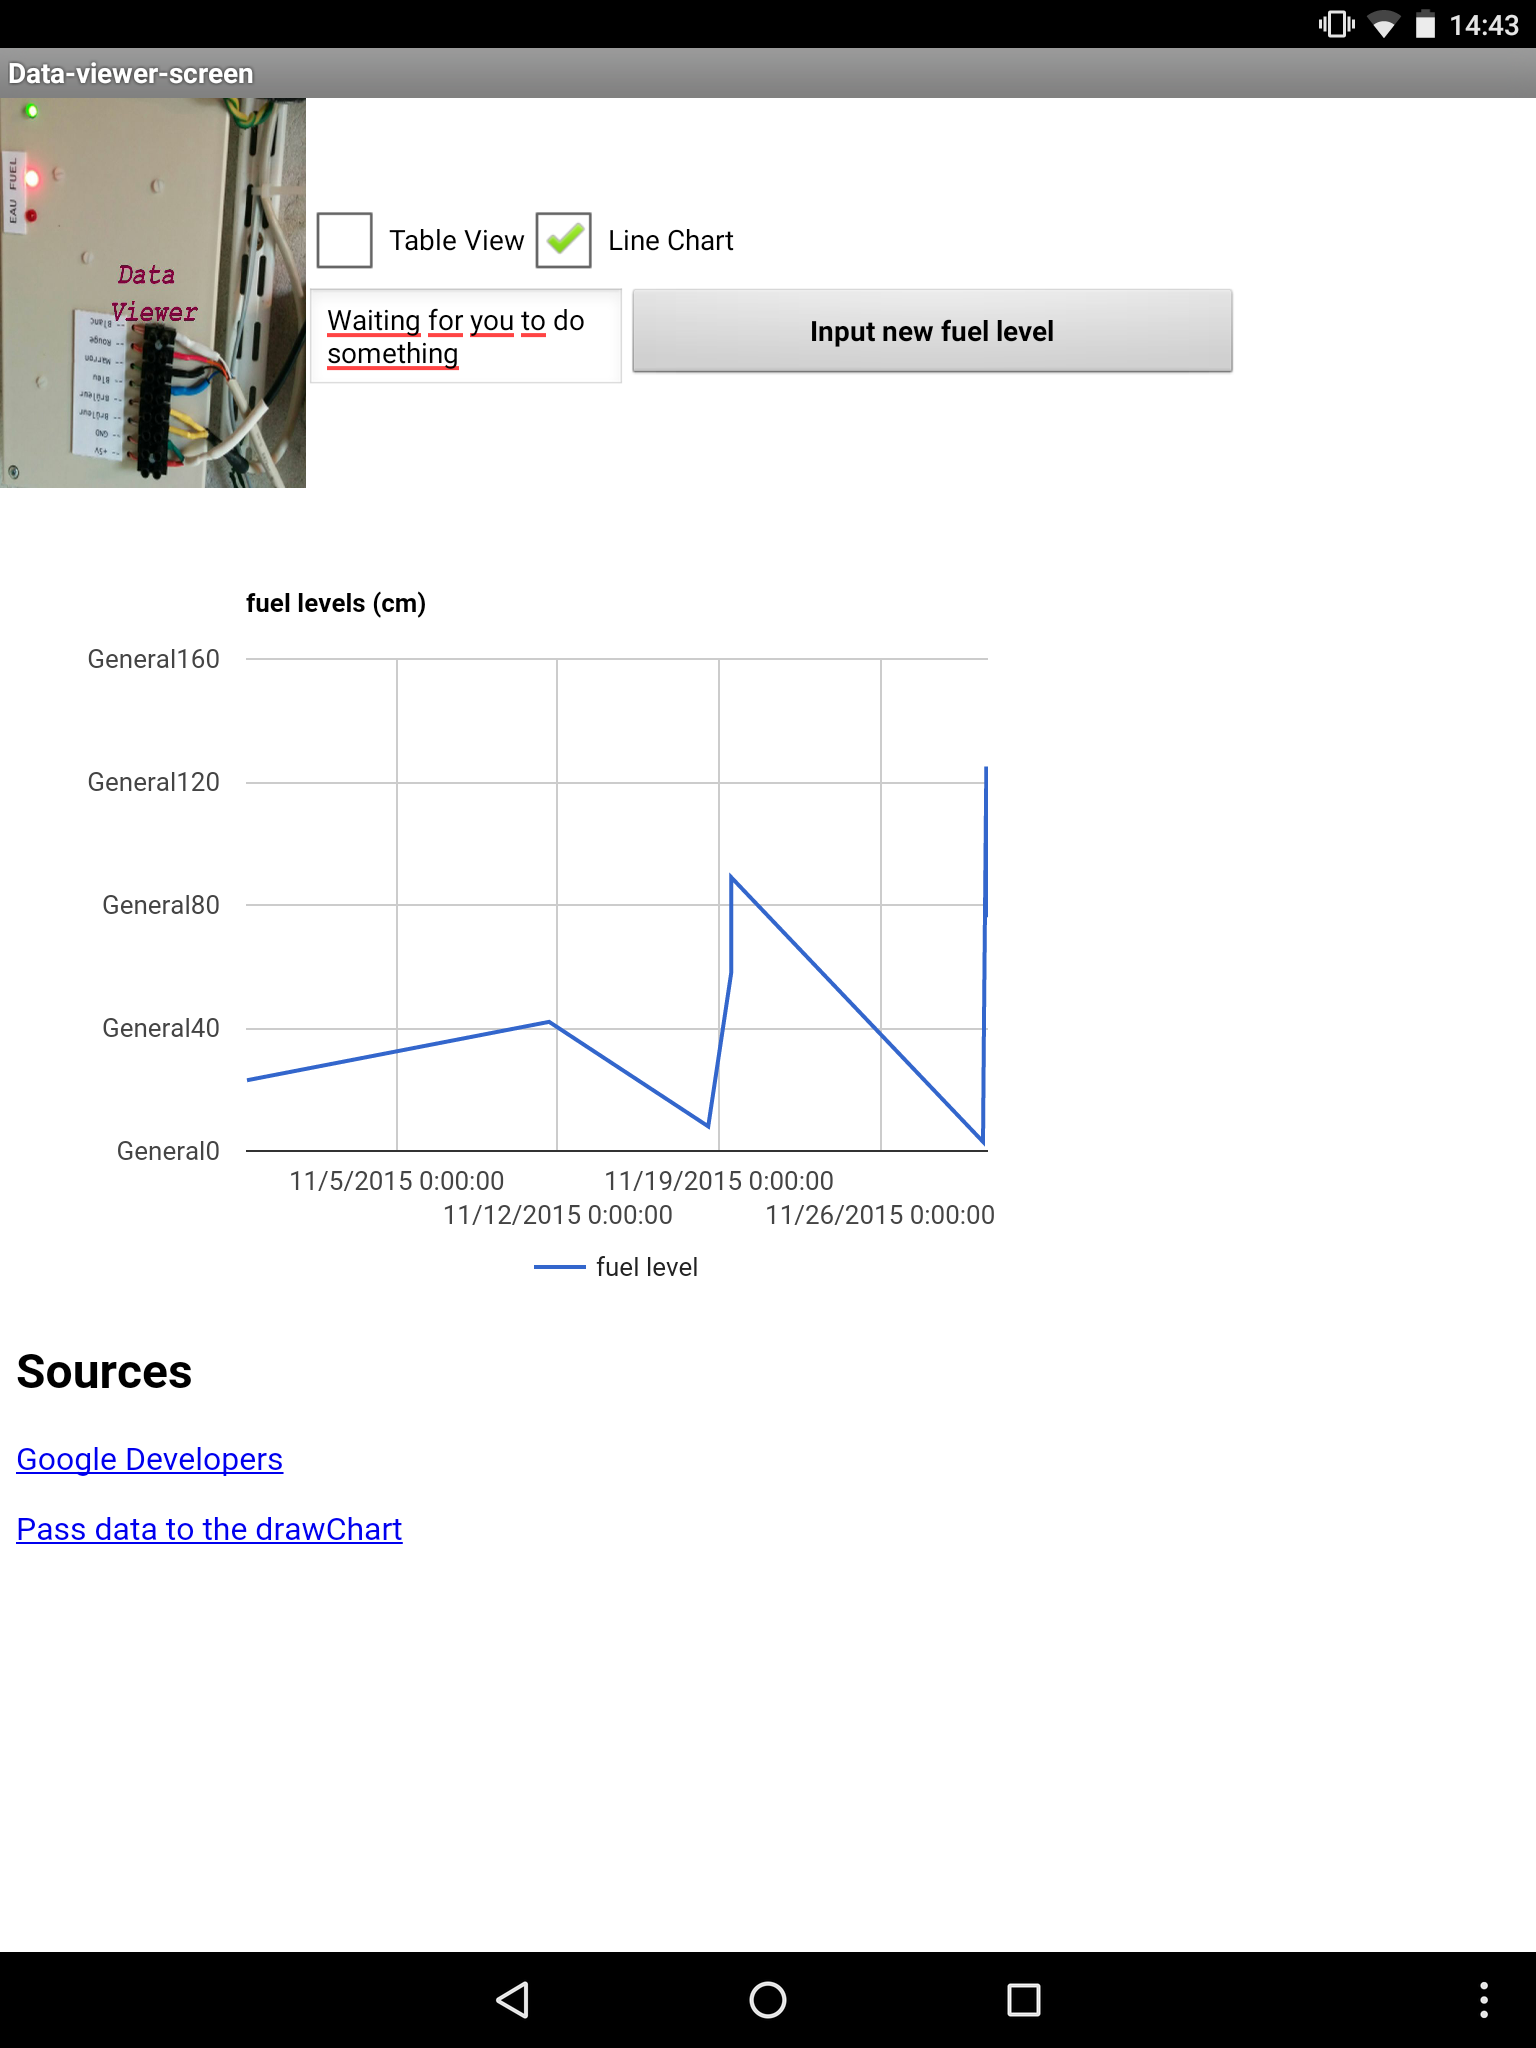 14:43
Data-viewer-screen
EAU FUEL
Data
Viewer
-- Blanc
-- Rouge
-- Marron
-- Bleu
-- Brûleur
-- Brûleur
-- GND
-- +5v
Table View
Line Chart
Waiting for you to do
something
Input new fuel level
fuel levels (cm)
General160
General120
General80
General40
General0
11/5/2015 0:00:00
11/19/2015 0:00:00
11/12/2015 0:00:00
11/26/2015 0:00:00
fuel level
Sources
Google Developers
Pass data to the drawChart